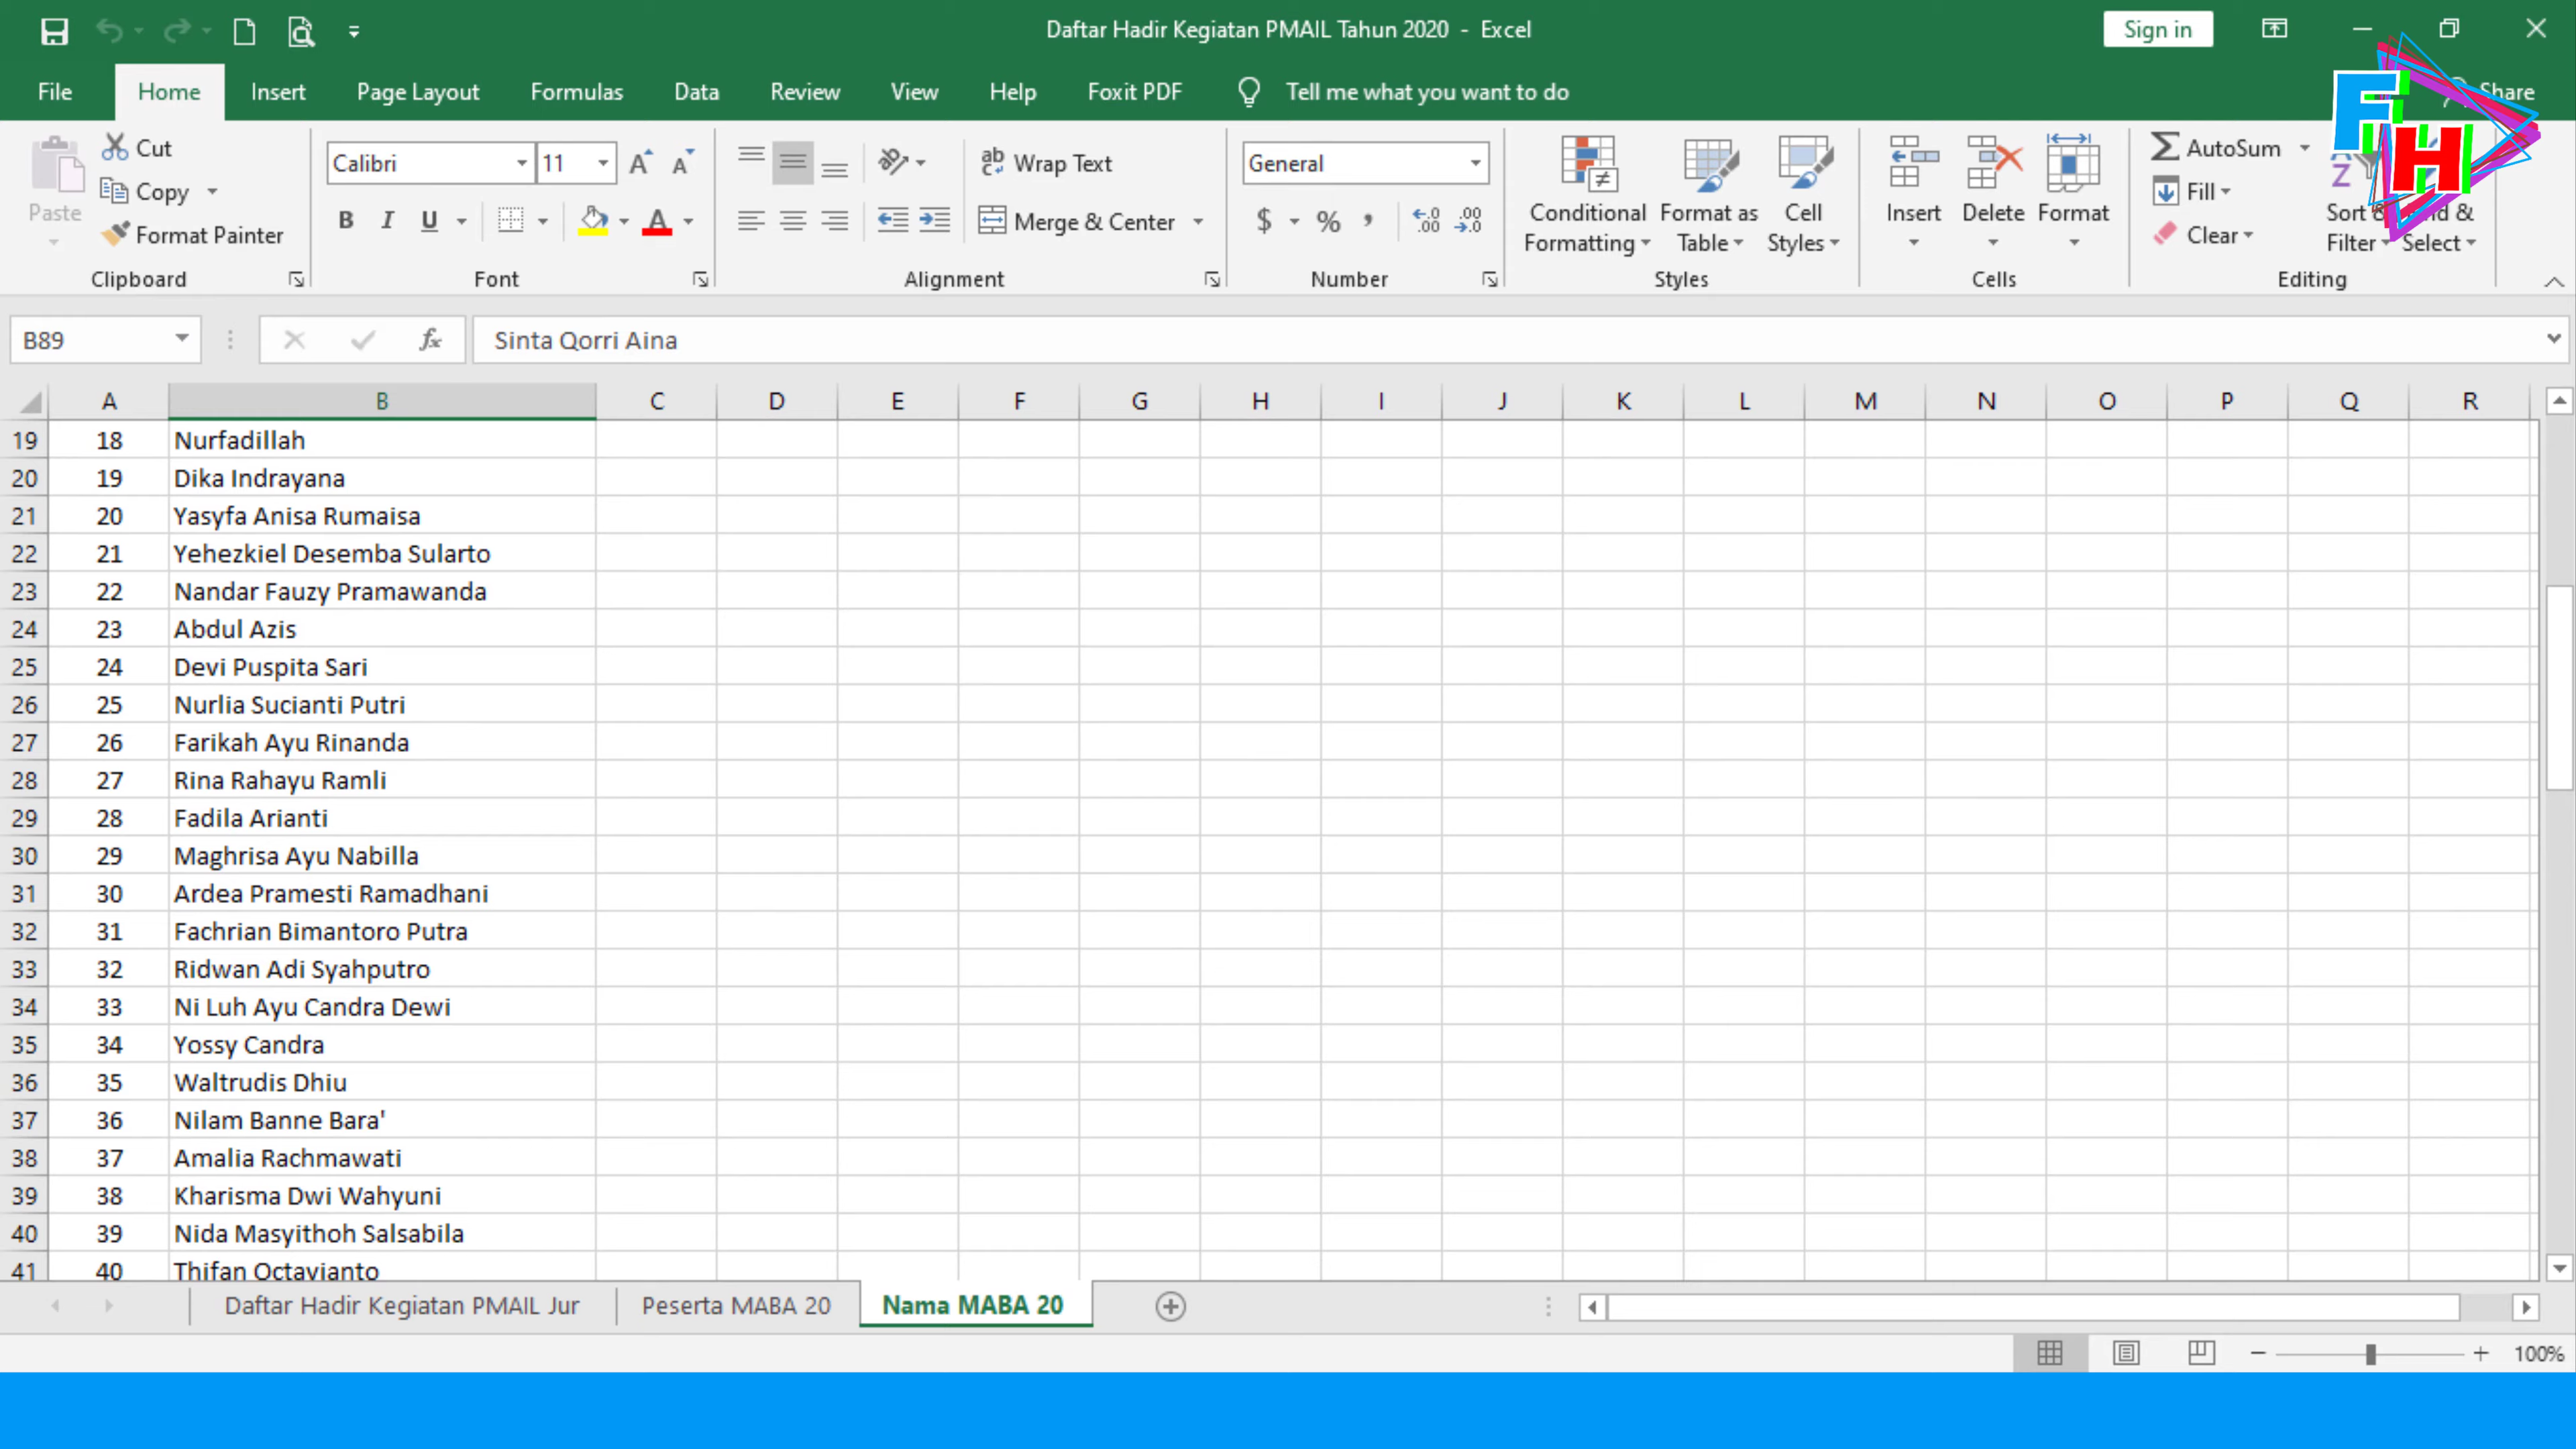 Daftar Hadir Kegiatan PMAIL Tahun 2020 - Excel
Sign in
File Home Insert Page Layout Formulas Data Review View Help Foxit PDF Tell me what you want to do Share
FH
Paste
Cut
Copy
Format Painter
Clipboard
Calibri 11
B I U A
Font
Wrap Text
Merge & Center
Alignment
General
$ % ,
Number
Conditional Formatting
Format as Table
Cell Styles
Styles
Insert Delete Format
Cells
AutoSum
Fill
Clear
Sort & Filter
Select
Editing
B89 fx Sinta Qorri Aina
A B C D E F G H I J K L M N O P Q R
19 18 Nurfadillah
20 19 Dika Indrayana
21 20 Yasyfa Anisa Rumaisa
22 21 Yehezkiel Desemba Sularto
23 22 Nandar Fauzy Pramawanda
24 23 Abdul Azis
25 24 Devi Puspita Sari
26 25 Nurlia Sucianti Putri
27 26 Farikah Ayu Rinanda
28 27 Rina Rahayu Ramli
29 28 Fadila Arianti
30 29 Maghrisa Ayu Nabilla
31 30 Ardea Pramesti Ramadhani
32 31 Fachrian Bimantoro Putra
33 32 Ridwan Adi Syahputro
34 33 Ni Luh Ayu Candra Dewi
35 34 Yossy Candra
36 35 Waltrudis Dhiu
37 36 Nilam Banne Bara'
38 37 Amalia Rachmawati
39 38 Kharisma Dwi Wahyuni
40 39 Nida Masyithoh Salsabila
41 40 Thifan Octavianto
Daftar Hadir Kegiatan PMAIL Jur Peserta MABA 20 Nama MABA 20
100%